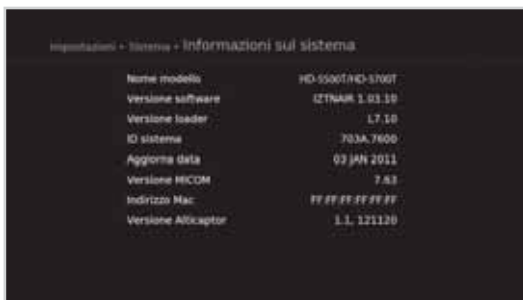 Impostazioni • Sistema • Informazioni sul sistema
Nome modello HD-5500T/HD-5700T
Versione software IZTNAIR 1.03.10
Versione loader L7.10
ID sistema 703A.7600
Aggiorna data 03 JAN 2011
Versione MICOM 7.63
Indirizzo Mac FF:FF:FF:FF:FF:FF
Versione Alticaptor 1.1, 121120